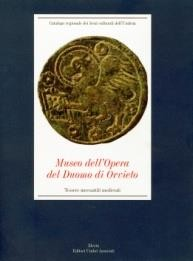 Catalogo regionale dei beni culturali dell'Umbria
Museo dell'Opera
del Duomo di Orvieto
Tessere mercantili medievali
Electa
Editori Umbri Associati